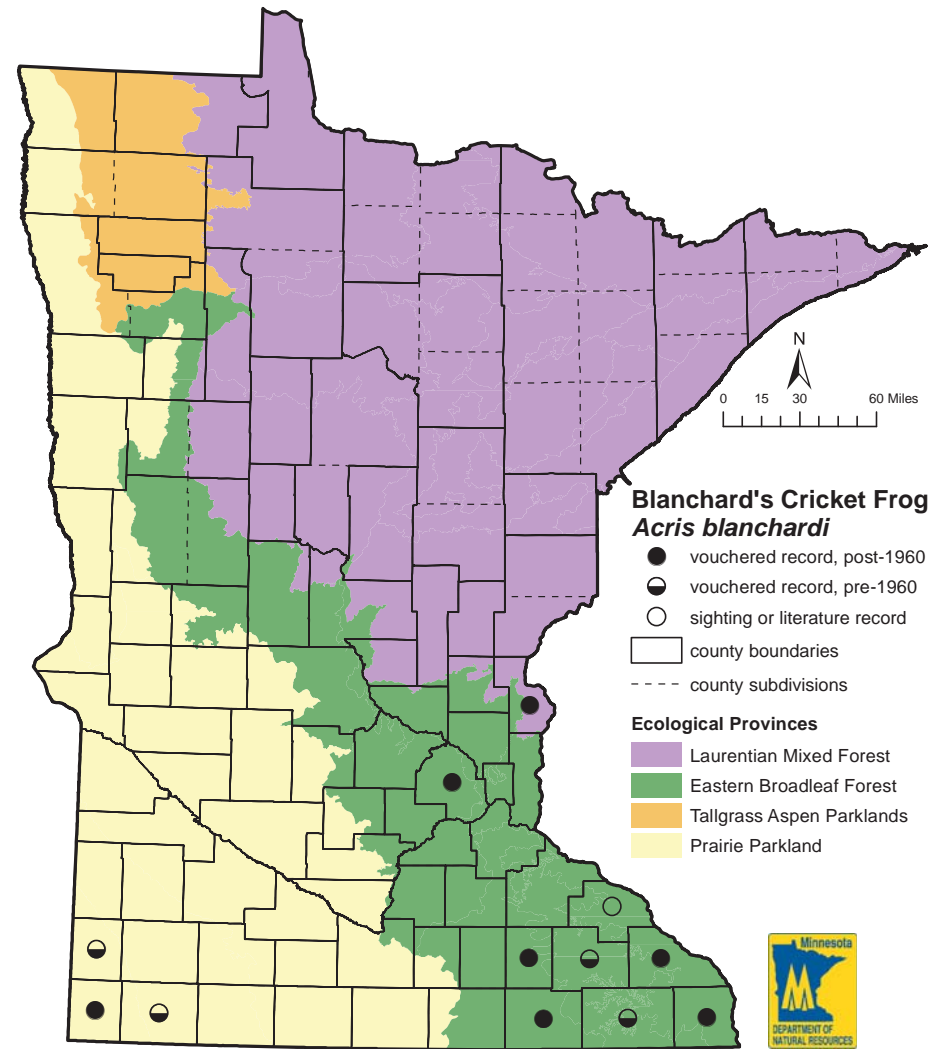 N
0 15 30 60 Miles
Blanchard's Cricket Frog
Acris blanchardi
vouchered record, post-1960
vouchered record, pre-1960
sighting or literature record
county boundaries
county subdivisions
Ecological Provinces
Laurentian Mixed Forest
Eastern Broadleaf Forest
Tallgrass Aspen Parklands
Prairie Parkland
Minnesota
M
DEPARTMENT OF
NATURAL RESOURCES